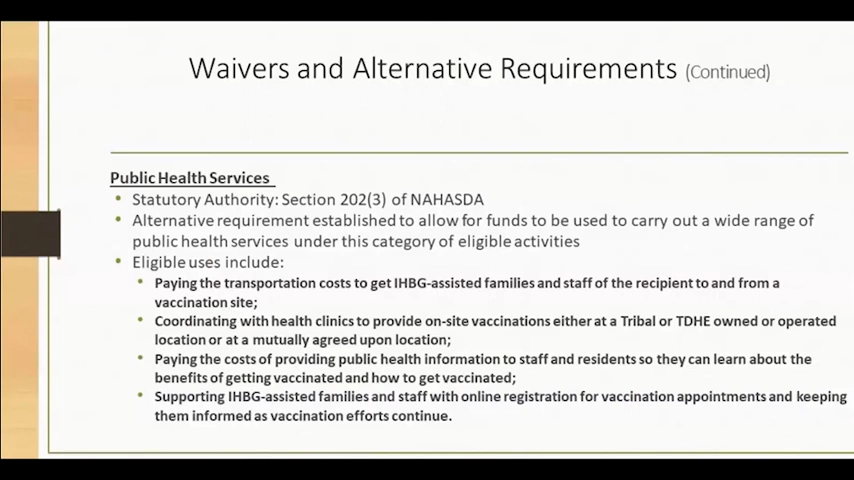 Waivers and Alternative Requirements (Continued)
Public Health Services
• Statutory Authority: Section 202(3) of NAHASDA
• Alternative requirement established to allow for funds to be used to carry out a wide range of
public health services under this category of eligible activities
• Eligible uses include:
• Paying the transportation costs to get IHBG-assisted families and staff of the recipient to and from a
vaccination site;
• Coordinating with health clinics to provide on-site vaccinations either at a Tribal or TDHE owned or operated
location or at a mutually agreed upon location;
• Paying the costs of providing public health information to staff and residents so they can learn about the
benefits of getting vaccinated and how to get vaccinated;
• Supporting IHBG-assisted families and staff with online registration for vaccination appointments and keeping
them informed as vaccination efforts continue.